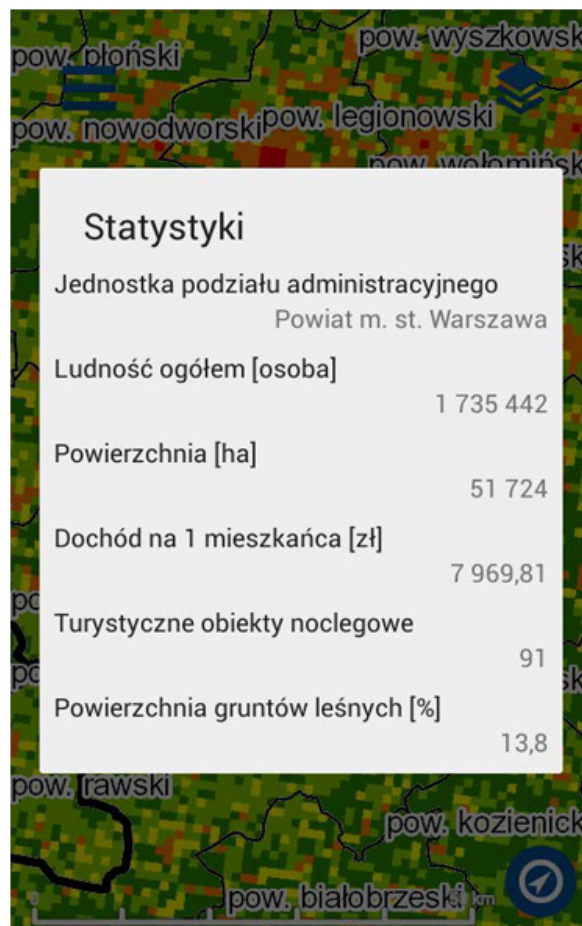 pow. płoński
pow. wyszkowsk
pow. nowodworski
pow. legionowski
pow. wołomińsk
Statystyki
Jednostka podziału administracyjnego
Powiat m. st. Warszawa
Ludność ogółem [osoba]
1 735 442
Powierzchnia [ha]
51 724
Dochód na 1 mieszkańca [zł]
7 969,81
Turystyczne obiekty noclegowe
91
Powierzchnia gruntów leśnych [%]
13,8
pow. rawski
pow. kozienick
pow. białobrzeski
km